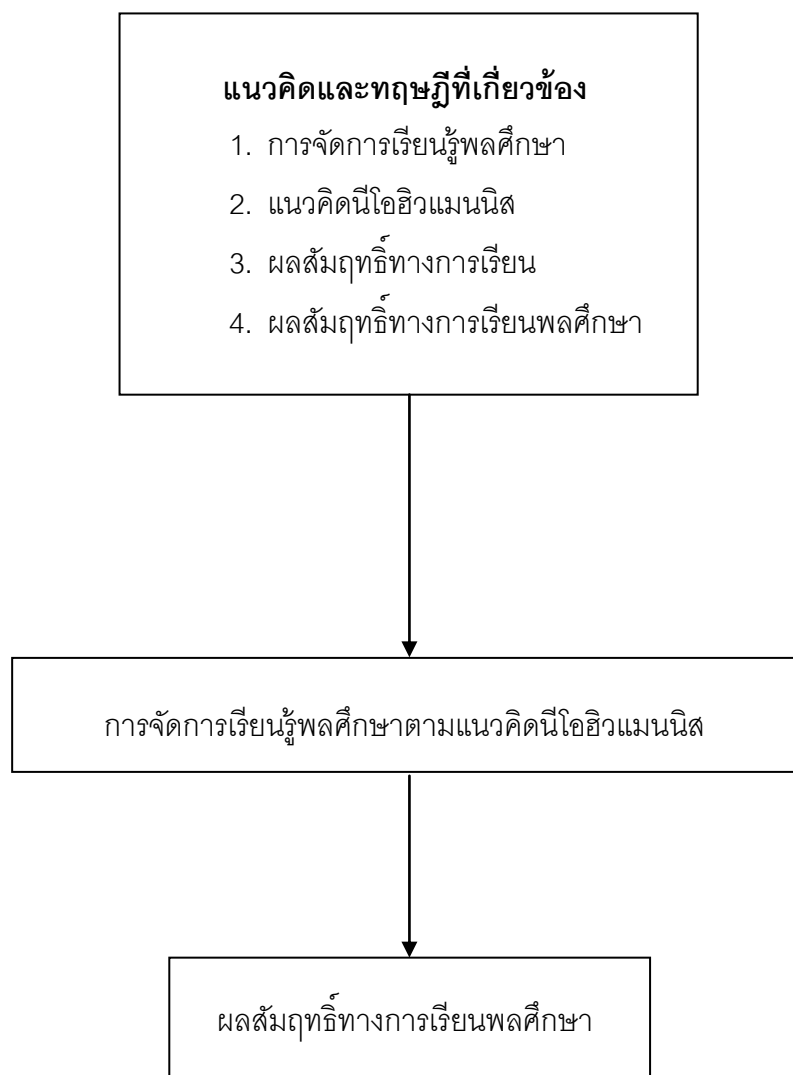 แนวคิดและทฤษฎีที่เกี่ยวข้อง
1. การจัดการเรียนรู้พลศึกษา
2. แนวคิดนีโอฮิวแมนนิส
3. ผลสัมฤทธิ์ทางการเรียน
4. ผลสัมฤทธิ์ทางการเรียนพลศึกษา
การจัดการเรียนรู้พลศึกษาตามแนวคิดนีโอฮิวแมนนิส
ผลสัมฤทธิ์ทางการเรียนพลศึกษา